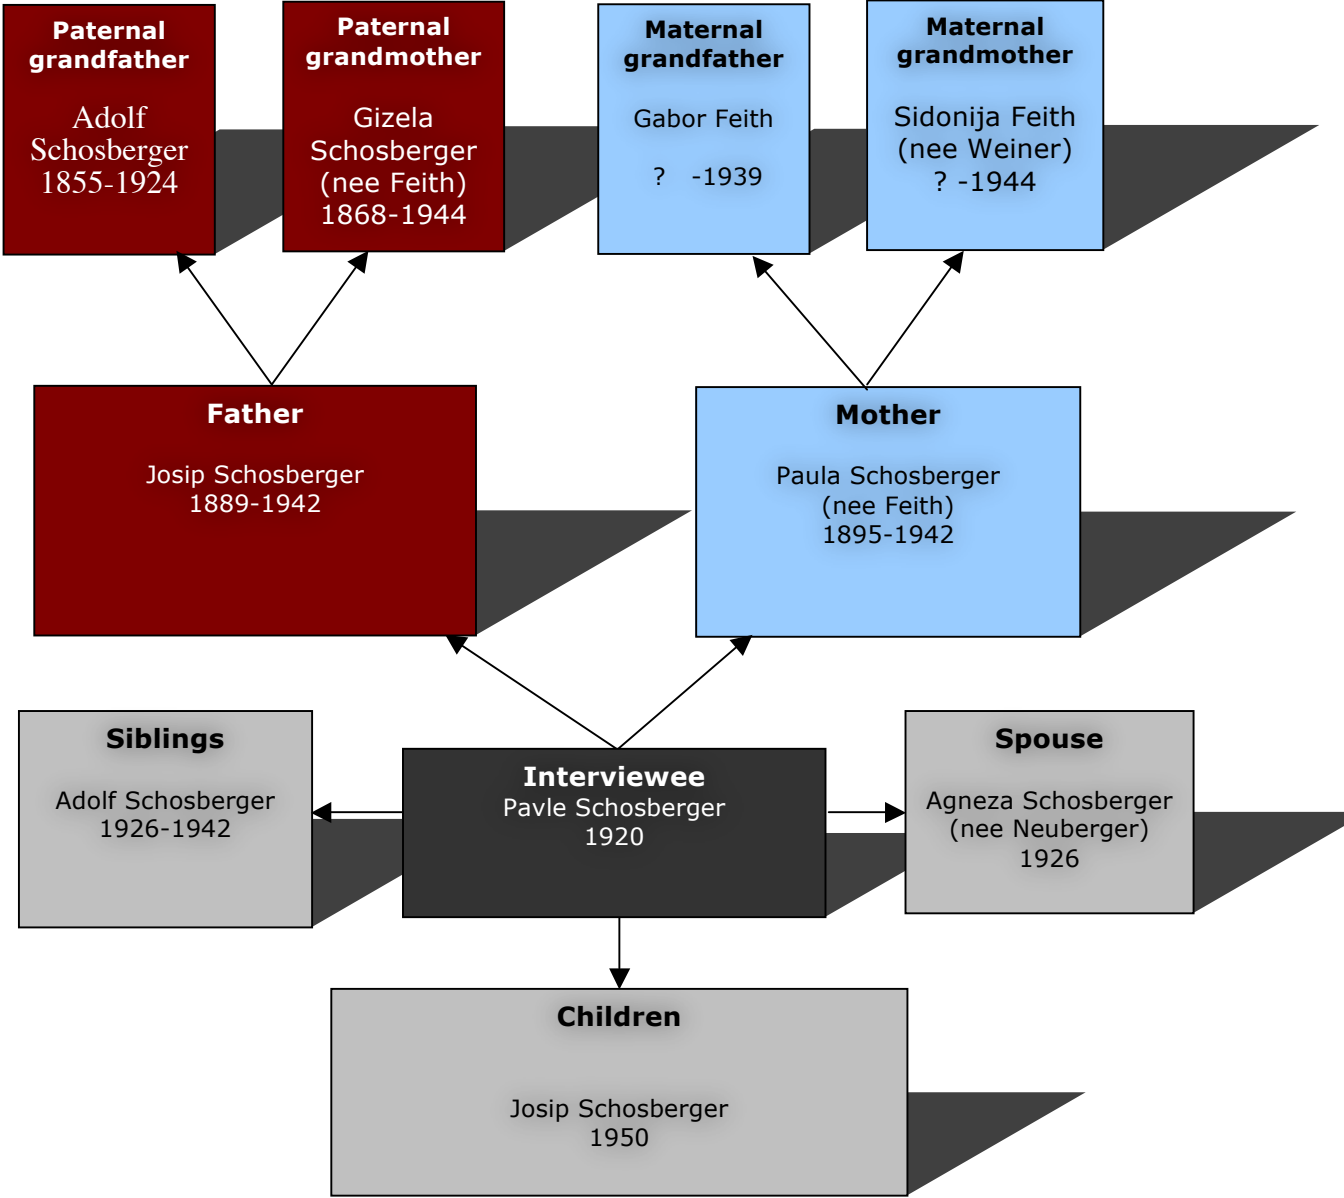 Paternal
grandfather
Adolf
Schosberger
1855-1924
Paternal
grandmother
Gizela
Schosberger
(nee Feith)
1868-1944
Maternal
grandfather
Gabor Feith
? -1939
Maternal
grandmother
Sidonija Feith
(nee Weiner)
? -1944
Father
Josip Schosberger
1889-1942
Mother
Paula Schosberger
(nee Feith)
1895-1942
Siblings
Adolf Schosberger
1926-1942
Interviewee
Pavle Schosberger
1920
Spouse
Agneza Schosberger
(nee Neuberger)
1926
Children
Josip Schosberger
1950